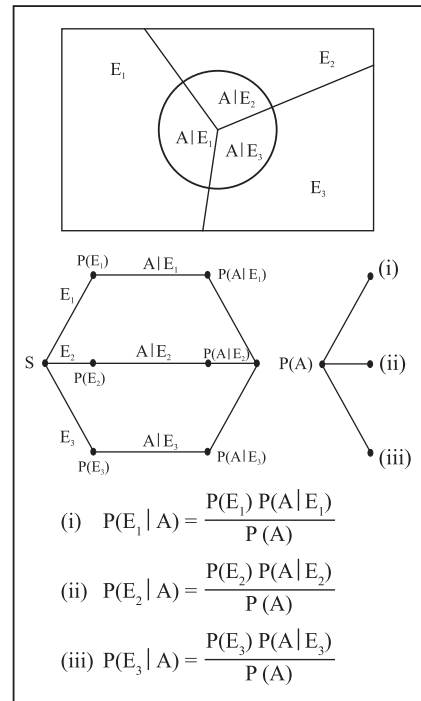 E₁
E₂
A|E₂
A|E₁
A|E₃
E₃
P(E₁) A|E₁ P(A|E₁) (i)
E₁
S E₂ A|E₂ P(A|E₂) P(A) (ii)
P(E₂)
E₃ A|E₃ (iii)
P(E₃) P(A|E₃)
(i) P(E₁|A) = P(E₁) P(A|E₁) / P (A)
(ii) P(E₂|A) = P(E₂) P(A|E₂) / P (A)
(iii) P(E₃|A) = P(E₃) P(A|E₃) / P (A)